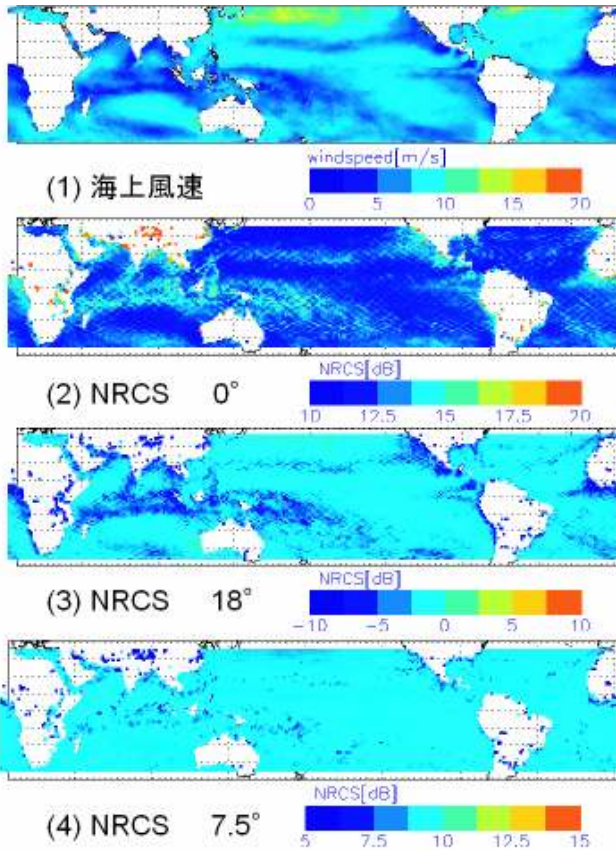 windspeed[m/s]
(1) 海上風速
0 5 10 15 20
NRCS[dB]
(2) NRCS 0°
10 12.5 15 17.5 20
NRCS[dB]
(3) NRCS 18°
-10 -5 0 5 10
NRCS[dB]
(4) NRCS 7.5°
5 7.5 10 12.5 15